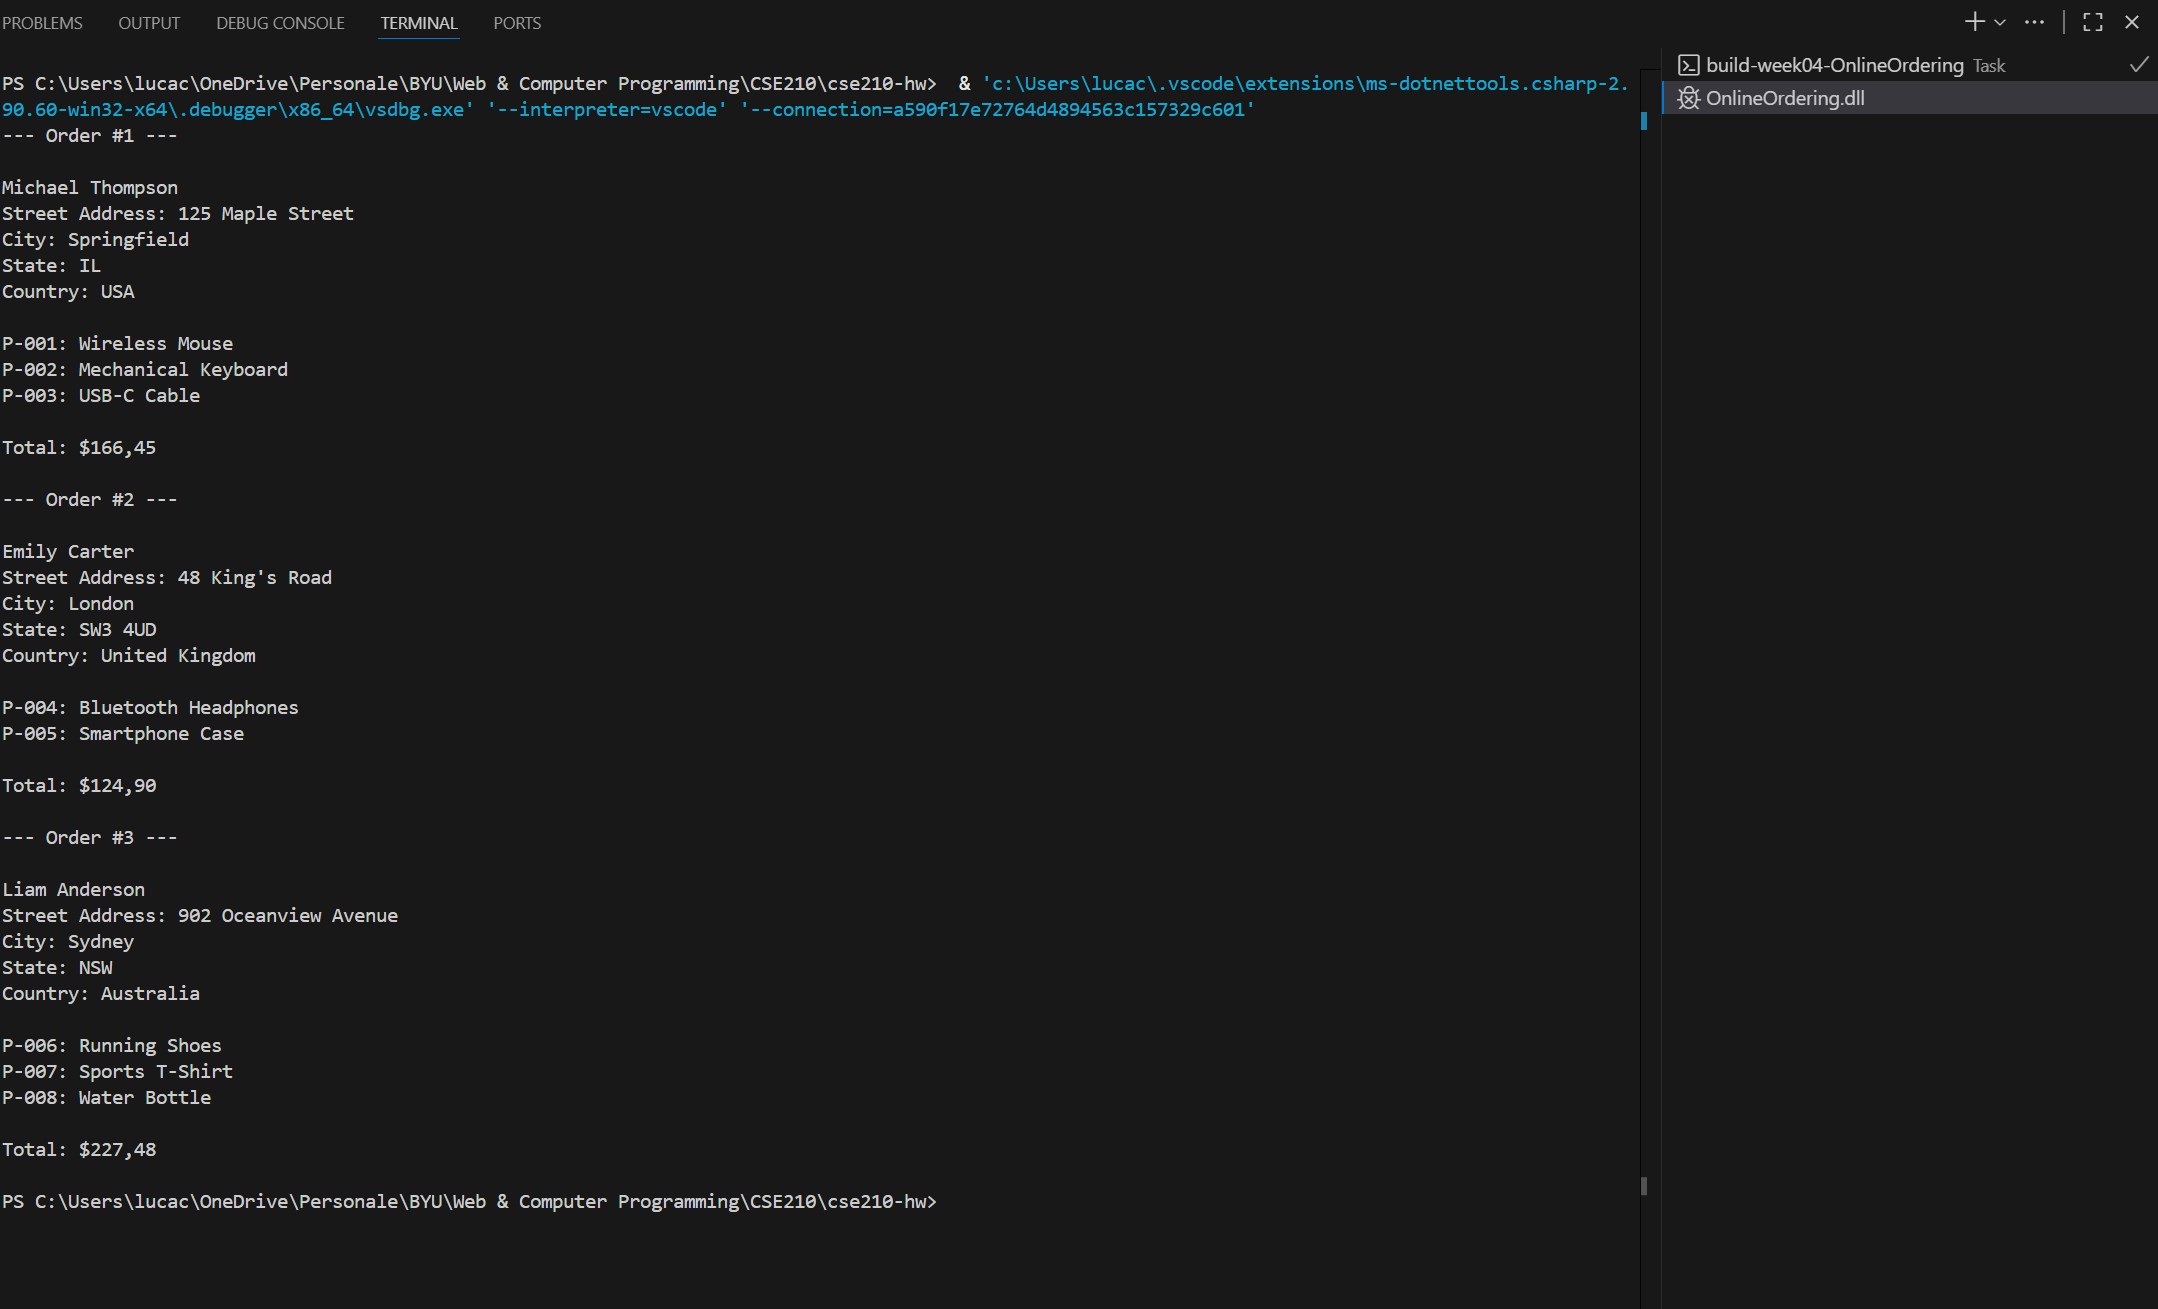 PROBLEMS OUTPUT DEBUG CONSOLE TERMINAL PORTS
PS C:\Users\lucac\OneDrive\Personale\BYU\Web & Computer Programming\CSE210\cse210-hw>  & 'c:\Users\lucac\.vscode\extensions\ms-dotnettools.csharp-2.
90.60-win32-x64\.debugger\x86_64\vsdbg.exe' '--interpreter=vscode' '--connection=a590f17e72764d4894563c157329c601'
--- Order #1 ---
Michael Thompson
Street Address: 125 Maple Street
City: Springfield
State: IL
Country: USA
P-001: Wireless Mouse
P-002: Mechanical Keyboard
P-003: USB-C Cable
Total: $166,45
--- Order #2 ---
Emily Carter
Street Address: 48 King's Road
City: London
State: SW3 4UD
Country: United Kingdom
P-004: Bluetooth Headphones
P-005: Smartphone Case
Total: $124,90
--- Order #3 ---
Liam Anderson
Street Address: 902 Oceanview Avenue
City: Sydney
State: NSW
Country: Australia
P-006: Running Shoes
P-007: Sports T-Shirt
P-008: Water Bottle
Total: $227,48
PS C:\Users\lucac\OneDrive\Personale\BYU\Web & Computer Programming\CSE210\cse210-hw>
build-week04-OnlineOrdering Task
OnlineOrdering.dll